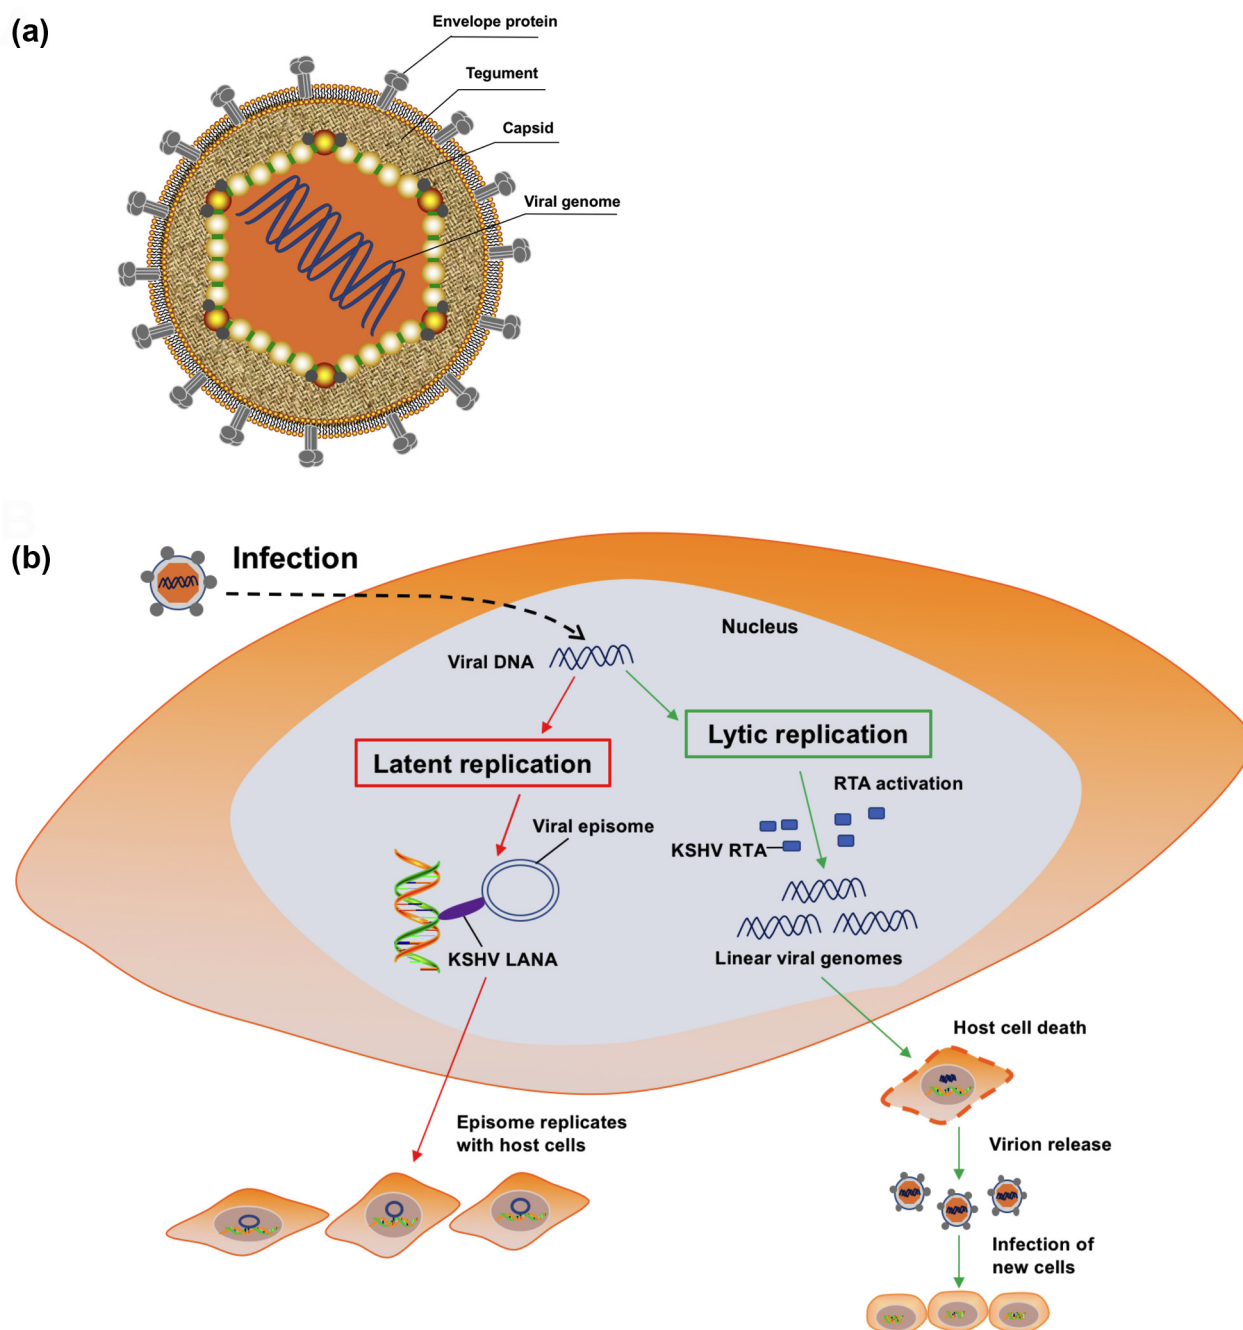 (a)
Envelope protein
Tegument
Capsid
Viral genome
(b)
Infection
Nucleus
Viral DNA
Lytic replication
Latent replication
RTA activation
Viral episome
KSHV RTA
KSHV LANA
Linear viral genomes
Host cell death
Episome replicates
with host cells
Virion release
Infection of
new cells